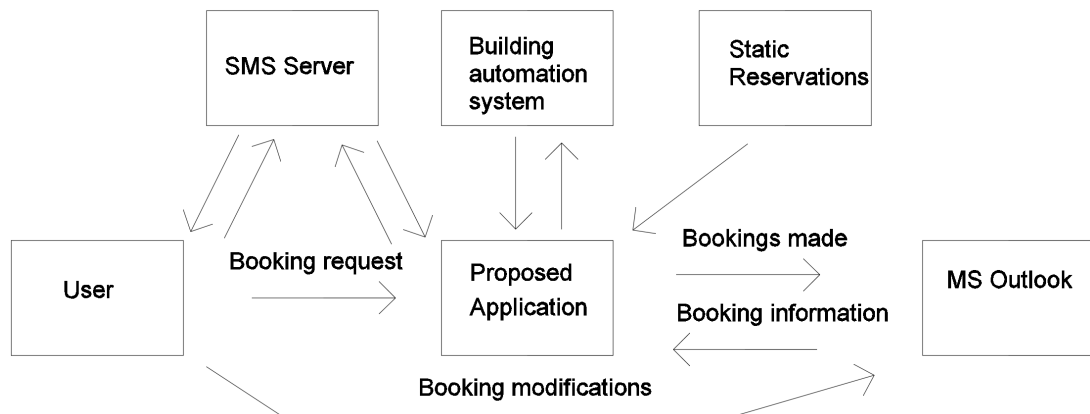 SMS Server
Building
automation
system
Static
Reservations
User
Booking request
Proposed
Application
Bookings made
Booking information
MS Outlook
Booking modifications